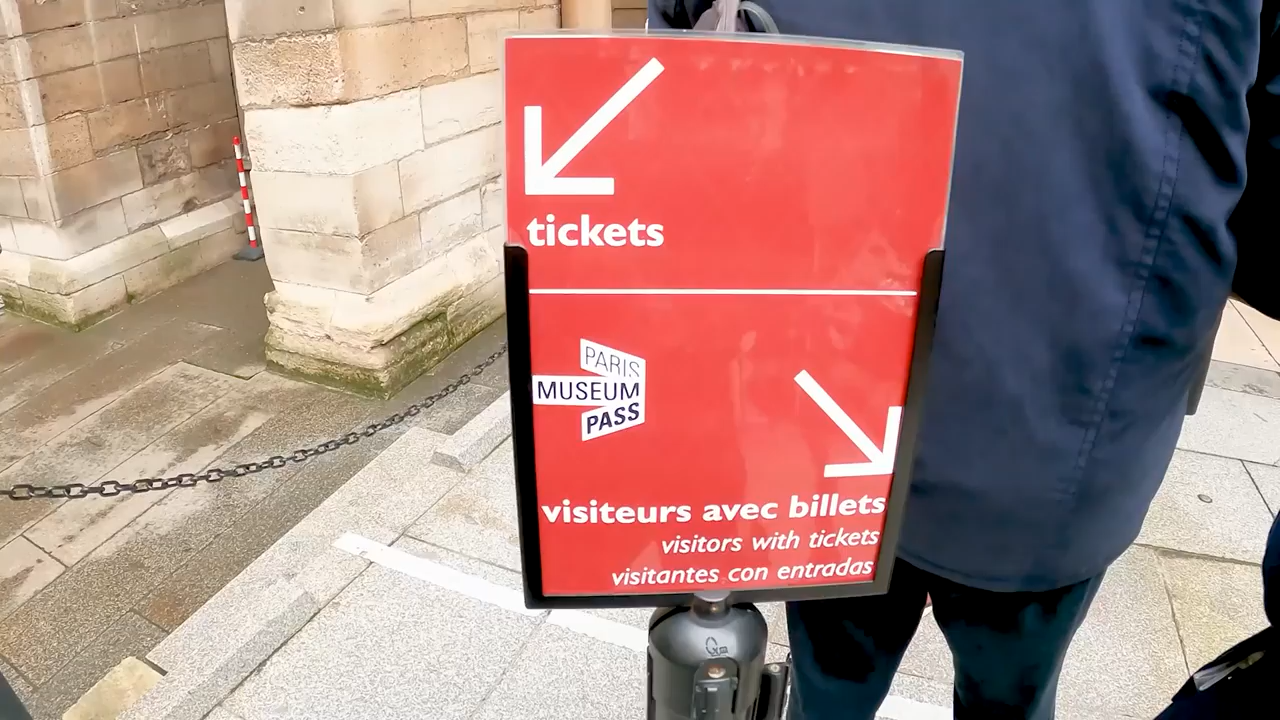 tickets
PARIS
MUSEUM
PASS
visiteurs avec billets
visitors with tickets
visitantes con entradas